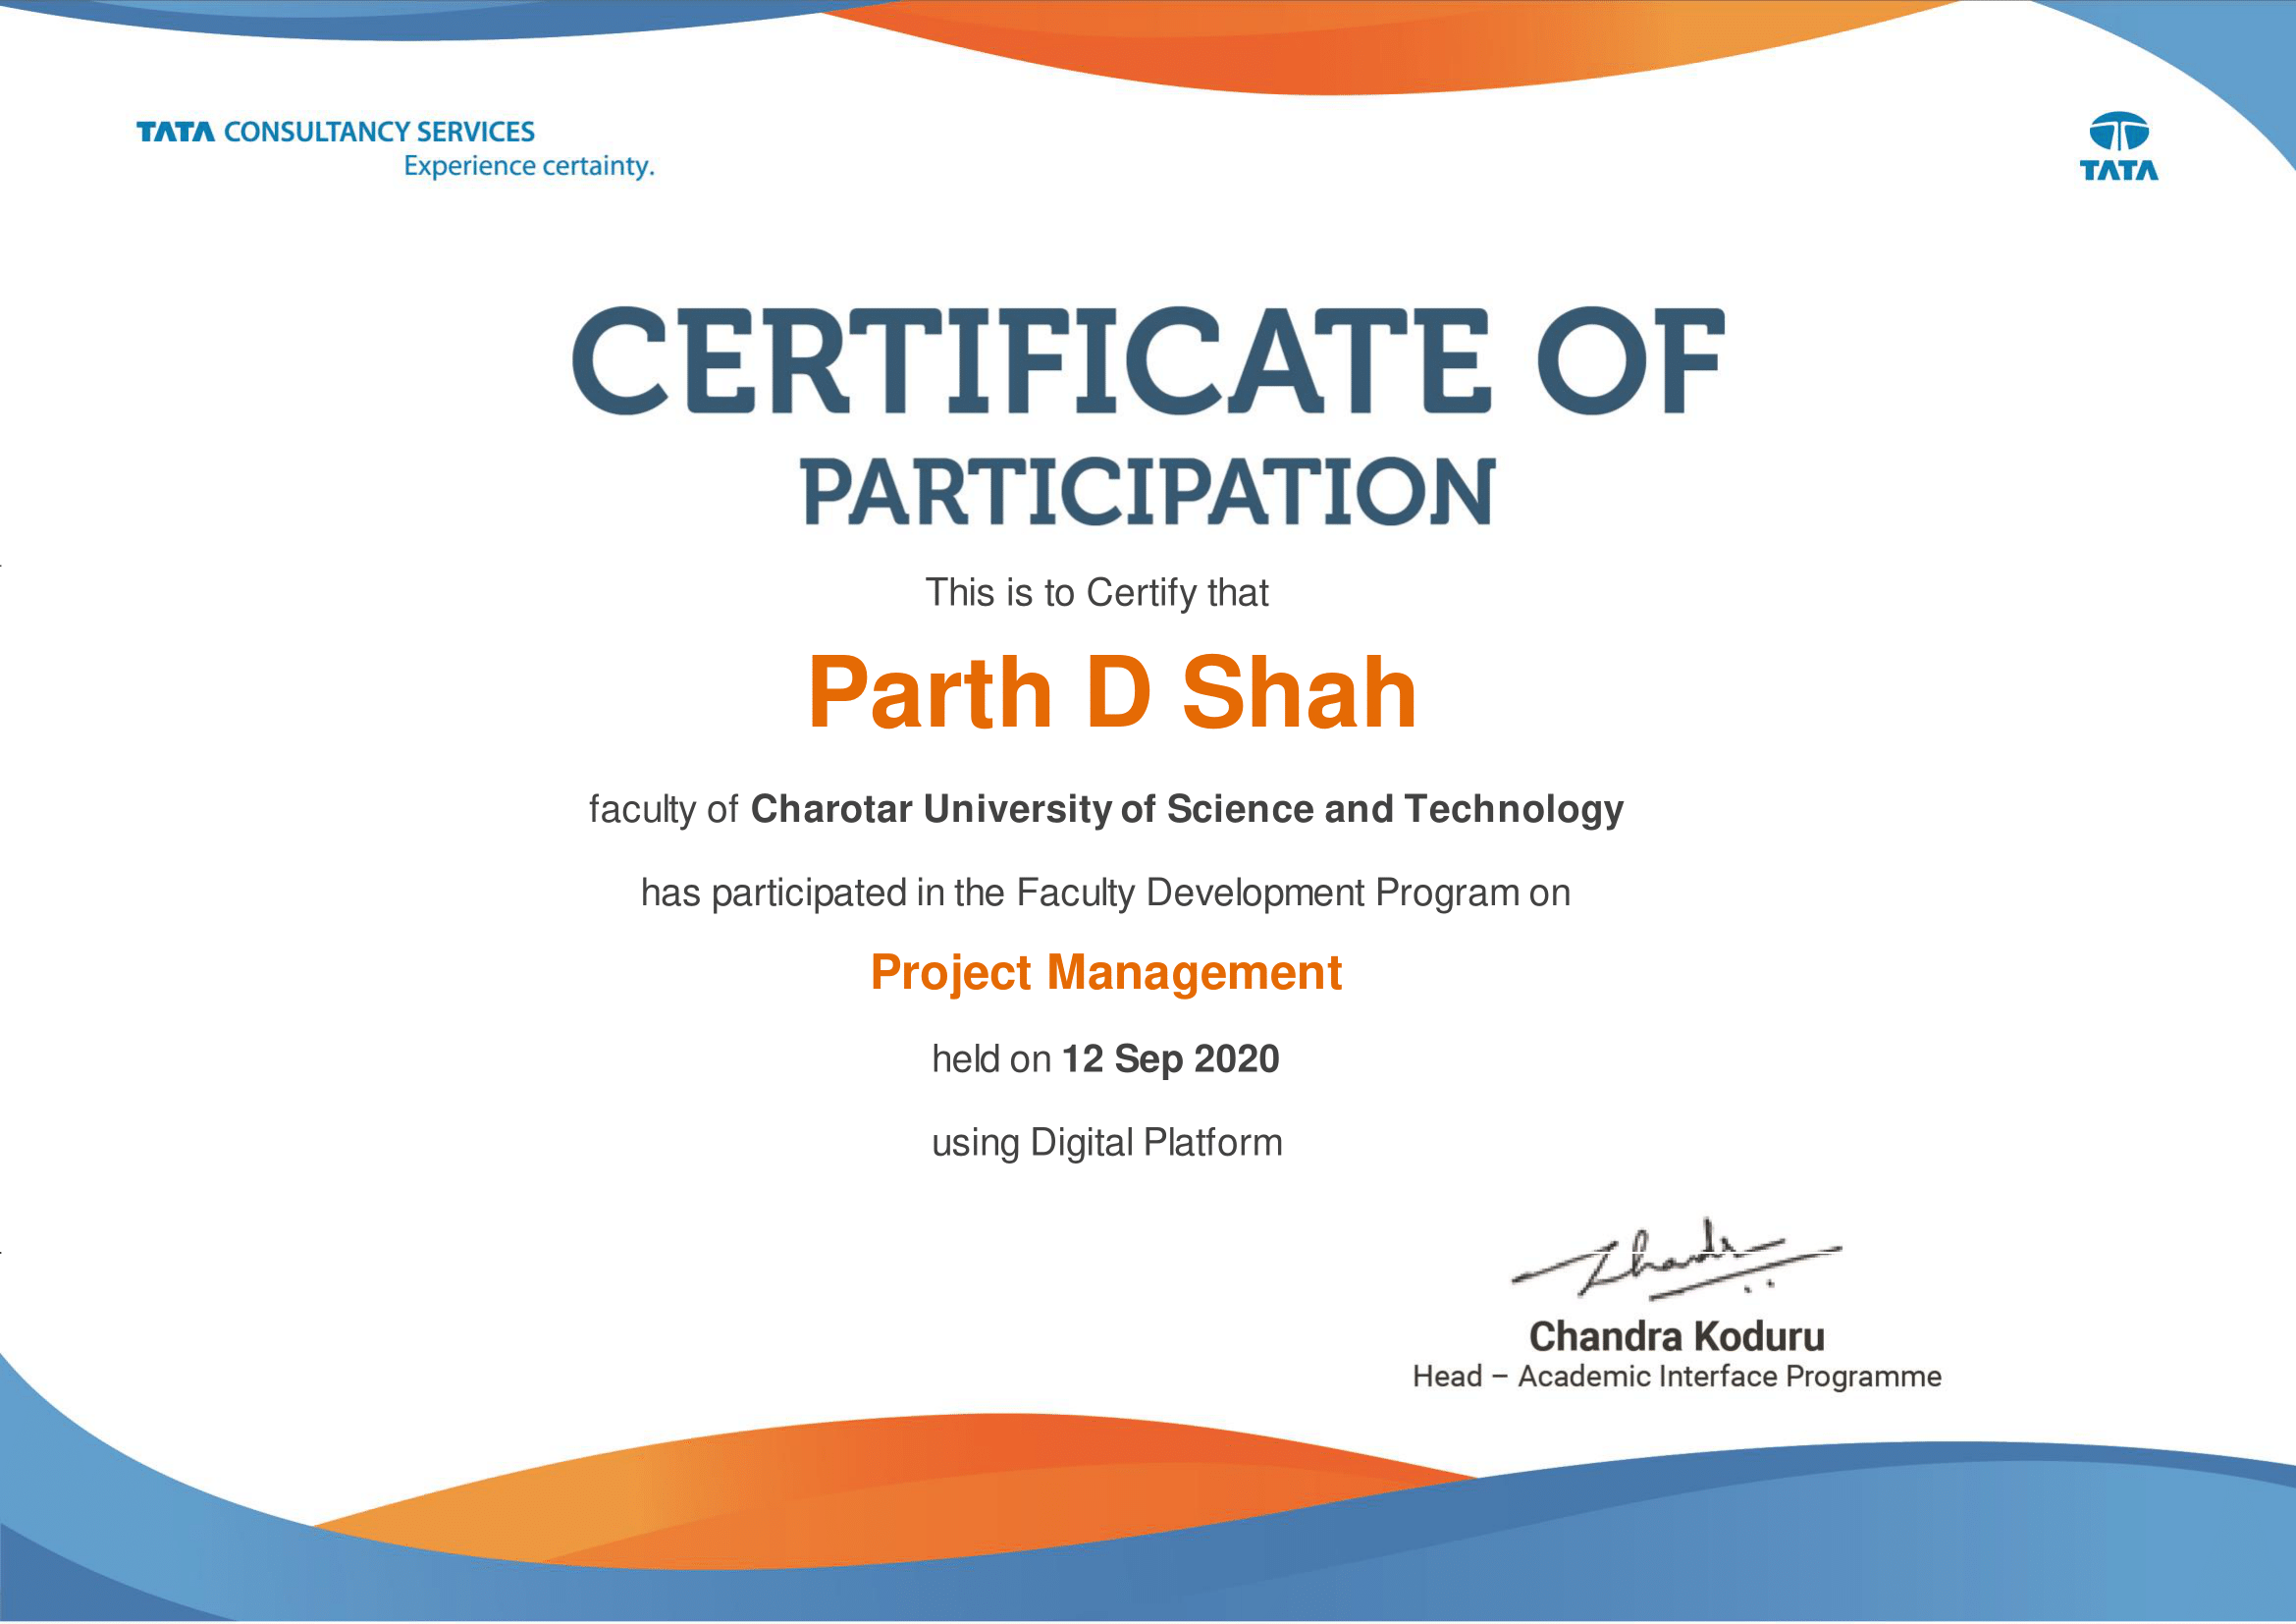 TATA CONSULTANCY SERVICES
Experience certainty.
TATA
CERTIFICATE OF
PARTICIPATION
This is to Certify that
Parth D Shah
faculty of Charotar University of Science and Technology
has participated in the Faculty Development Program on
Project Management
held on 12 Sep 2020
using Digital Platform
Chandra Koduru
Head – Academic Interface Programme